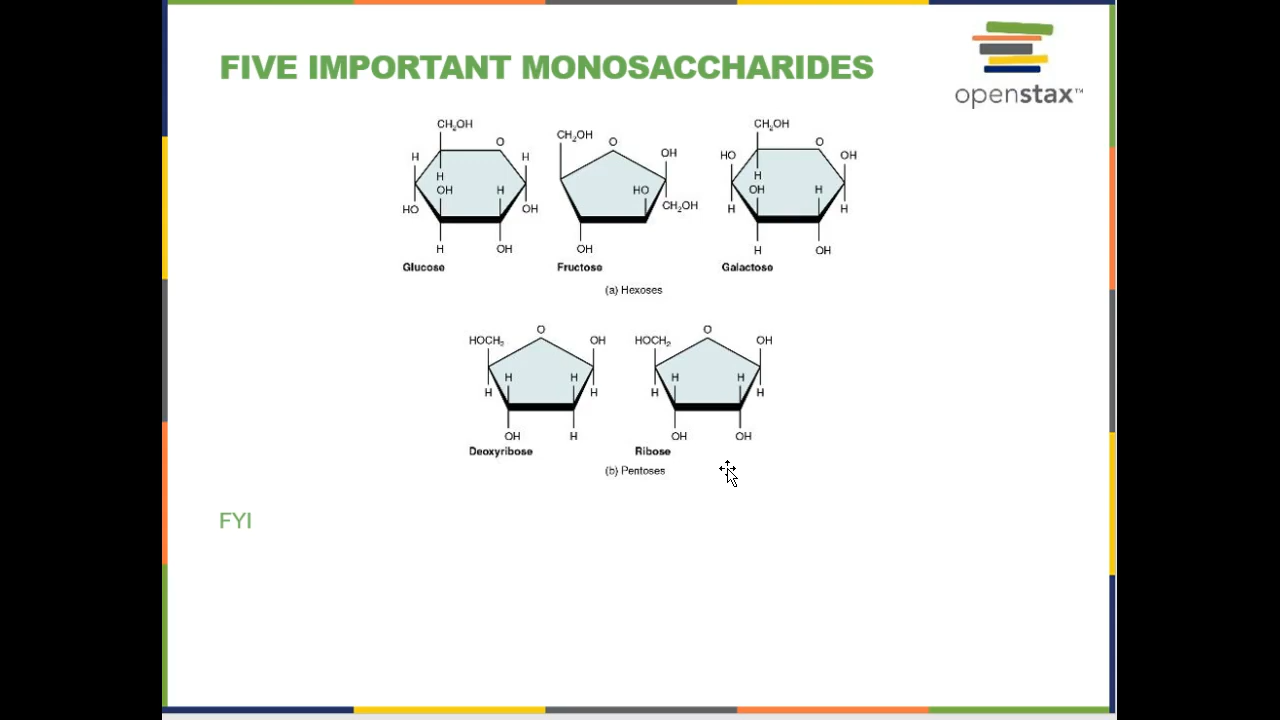 FIVE IMPORTANT MONOSACCHARIDES
openstax™
CH₂OH
O
H
H
H
OH
H
HO
OH
H
OH
Glucose
CH₂OH
O
OH
HO
CH₂OH
OH
Fructose
CH₂OH
O
HO
OH
H
OH
H
H
H
H
OH
Galactose
(a) Hexoses
O
HOCH₂
OH
H
H
H
H
OH
H
Deoxyribose
O
HOCH₂
OH
H
H
H
H
OH
OH
Ribose
(b) Pentoses
FYI